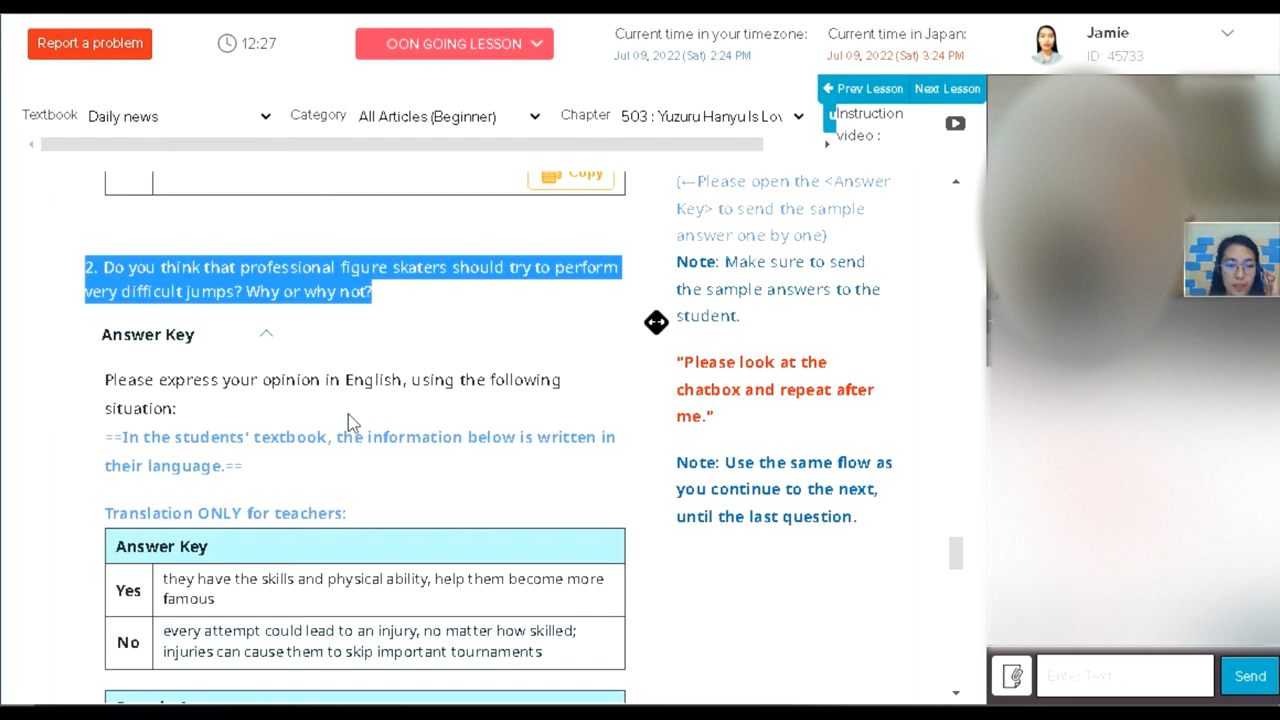 Report a problem
12:27
OON GOING LESSON
Current time in your timezone:
Jul 09, 2022 (Sat) 2:24 PM
Current time in Japan:
Jul 09, 2022 (Sat) 3:24 PM
Jamie
ID: 45733
Prev Lesson
Next Lesson
Textbook
Daily news
Category
All Articles (Beginner)
Chapter
503 : Yuzuru Hanyu Is Lov
Instruction
video :
Copy
2. Do you think that professional figure skaters should try to perform
very difficult jumps? Why or why not?
Answer Key
Please express your opinion in English, using the following
situation:
==In the students' textbook, the information below is written in
their language.==
Translation ONLY for teachers:
Answer Key
Yes
they have the skills and physical ability, help them become more
famous
No
every attempt could lead to an injury, no matter how skilled;
injuries can cause them to skip important tournaments
(←Please open the <Answer
Key> to send the sample
answer one by one)
Note: Make sure to send
the sample answers to the
student.
"Please look at the
chatbox and repeat after
me."
Note: Use the same flow as
you continue to the next,
until the last question.
Enter Text
Send